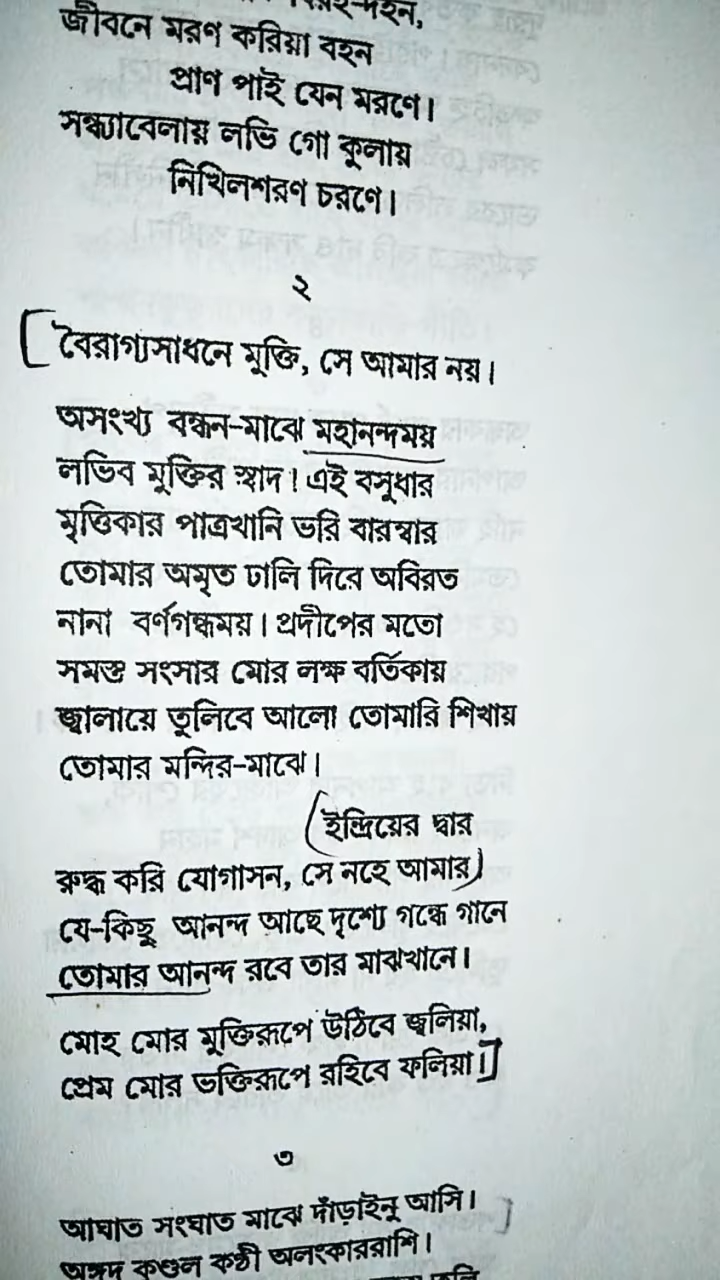 জীবনে মরণ করিয়া বহন
প্রাণ পাই যেন মরণে।
সন্ধ্যাবেলায় লভি গো কুলায়
নিখিলশরণ চরণে।
২
বৈরাগ্যসাধনে মুক্তি, সে আমার নয়।
অসংখ্য বন্ধন-মাঝে মহানন্দময়
লভিব মুক্তির স্বাদ। এই বসুধার
মৃত্তিকার পাত্রখানি ভরি বারম্বার
তোমার অমৃত ঢালি দিবে অবিরত
নানা বর্ণগন্ধময়। প্রদীপের মতো
সমস্ত সংসার মোর লক্ষ বর্তিকায়
জ্বালায়ে তুলিবে আলো তোমারি শিখায়
তোমার মন্দির-মাঝে।
ইন্দ্রিয়ের দ্বার
রুদ্ধ করি যোগাসন, সে নহে আমার
যে-কিছু আনন্দ আছে দৃশ্যে গন্ধে গানে
তোমার আনন্দ রবে তার মাঝখানে।
মোহ মোর মুক্তিরূপে উঠিবে জ্বলিয়া,
প্রেম মোর ভক্তিরূপে রহিবে ফলিয়া।
৩
আঘাত সংঘাত মাঝে দাঁড়াইনু আসি।
অঙ্গদ কুণ্ডল কণ্ঠী অলংকাররাশি।